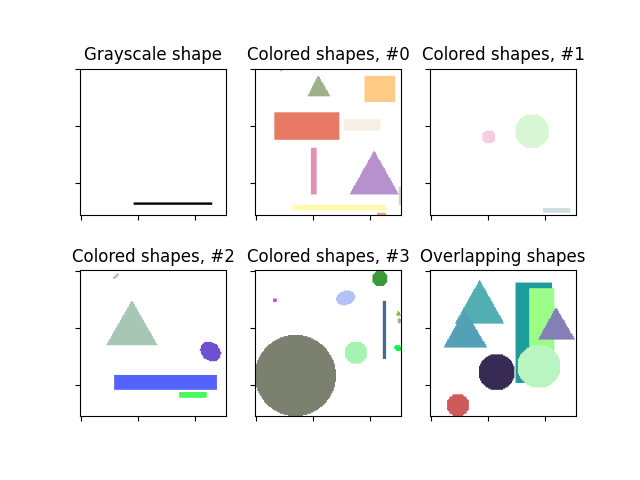 Grayscale shape
Colored shapes, #0
Colored shapes, #1
Colored shapes, #2
Colored shapes, #3
Overlapping shapes